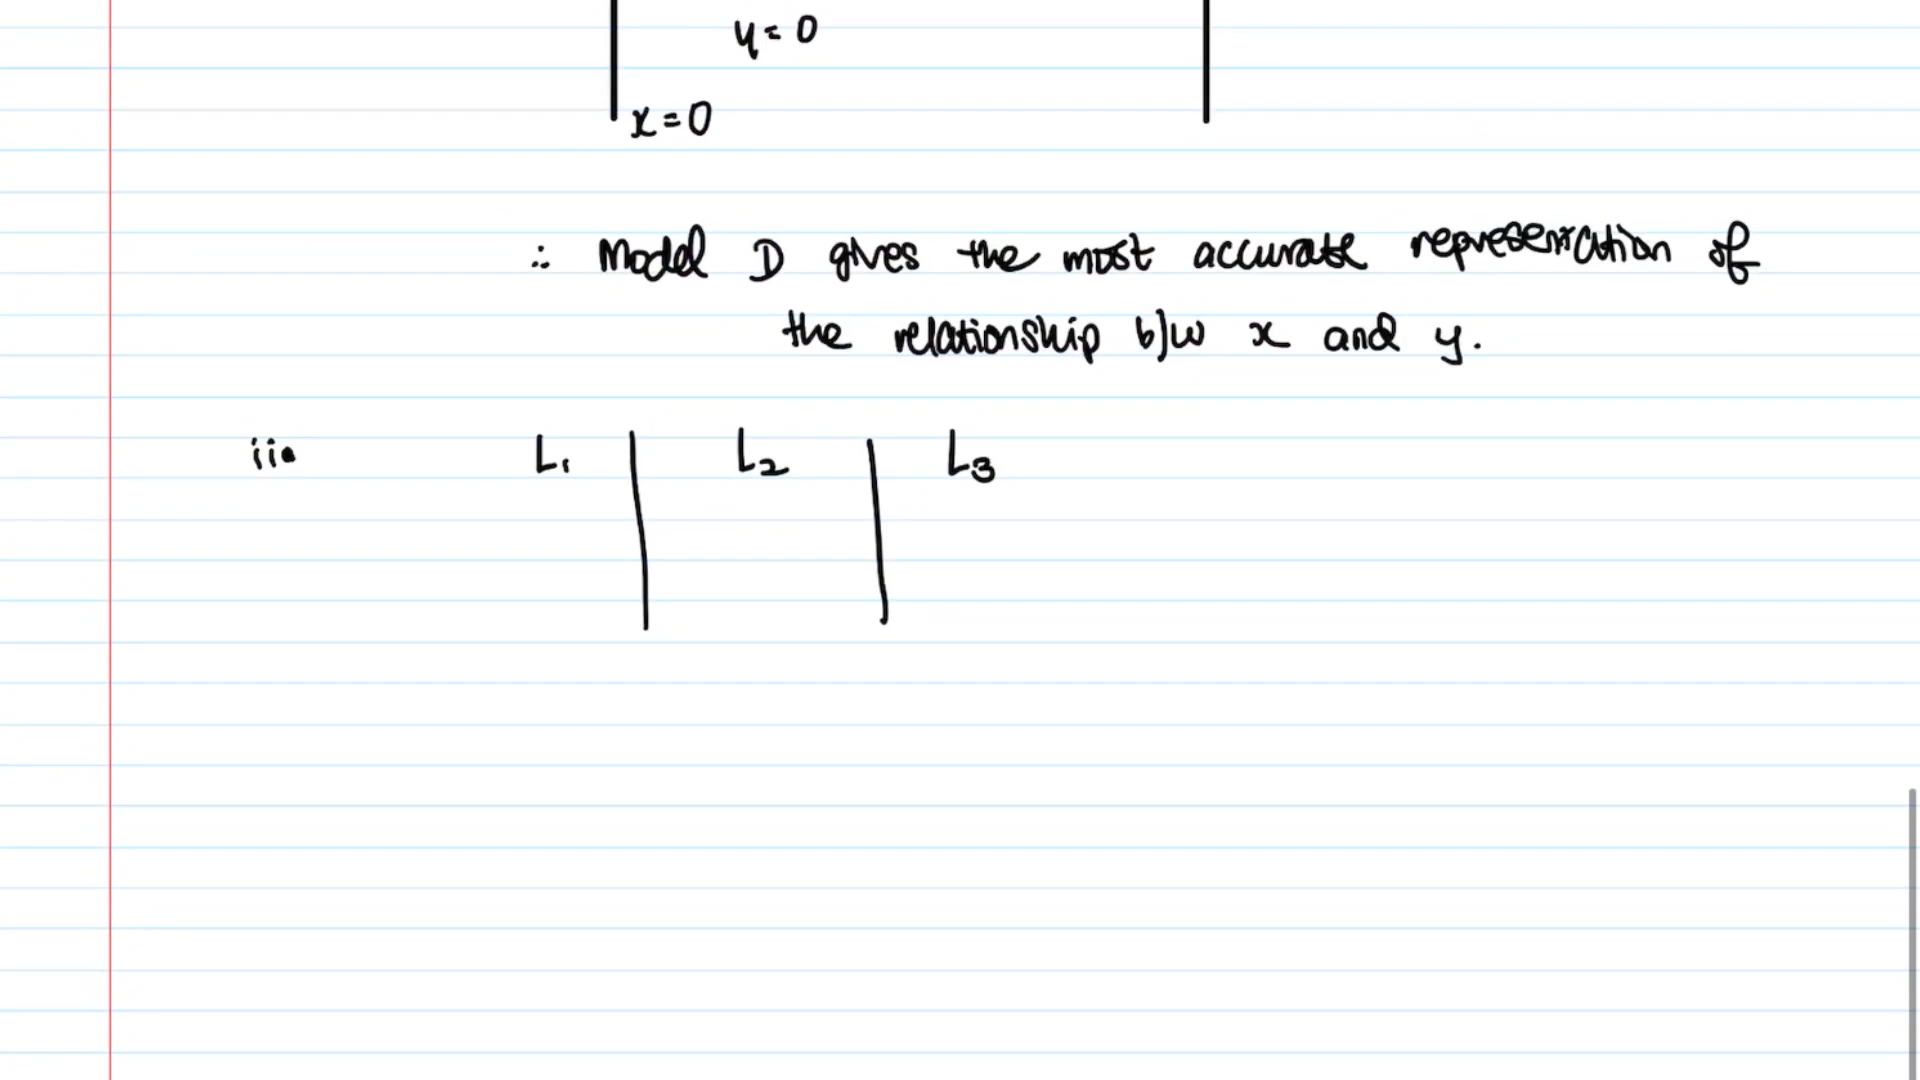 y = 0
x = 0
∴ Model D gives the most accurate representation of
the relationship b/w x and y.
ii. L₁ L₂ L₃